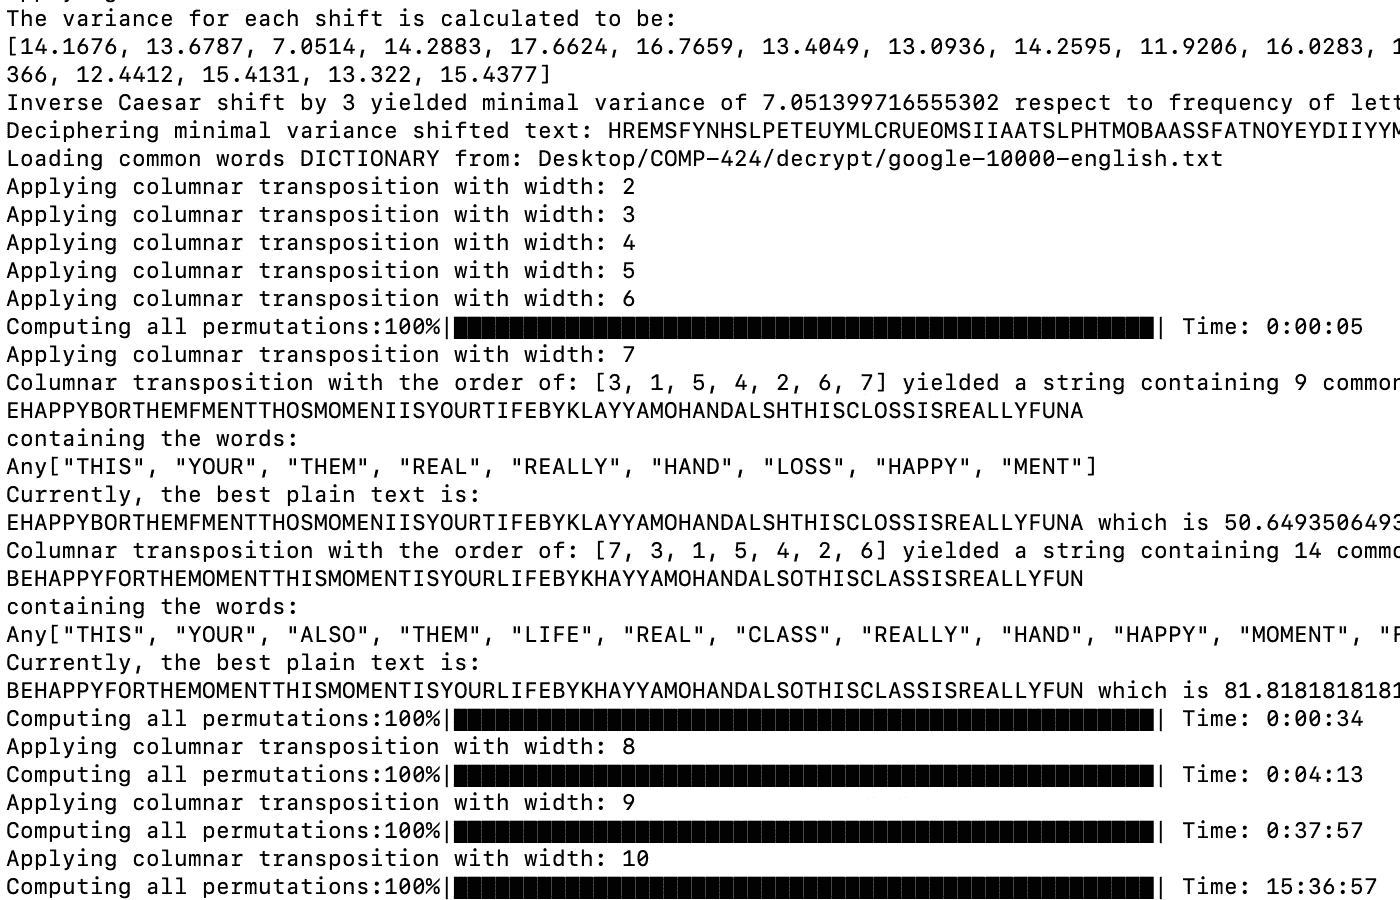 The variance for each shift is calculated to be:
[14.1676, 13.6787, 7.0514, 14.2883, 17.6624, 16.7659, 13.4049, 13.0936, 14.2595, 11.9206, 16.0283, 1
366, 12.4412, 15.4131, 13.322, 15.4377]
Inverse Caesar shift by 3 yielded minimal variance of 7.051399716555302 respect to frequency of lett
Deciphering minimal variance shifted text: HREMSFYNHSLPETEUYMLCRUEOMSIIAATSLPHTMOBAASSFATNOYEYDIIYYM
Loading common words DICTIONARY from: Desktop/COMP-424/decrypt/google-10000-english.txt
Applying columnar transposition with width: 2
Applying columnar transposition with width: 3
Applying columnar transposition with width: 4
Applying columnar transposition with width: 5
Applying columnar transposition with width: 6
Computing all permutations:100%| | Time: 0:00:05
Applying columnar transposition with width: 7
Columnar transposition with the order of: [3, 1, 5, 4, 2, 6, 7] yielded a string containing 9 common
EHAPPYBORTHEMFMENTTHOSMOMENIISYOURTIFEBYKLAYYAMOHANDALSHTHISCLOSSISREALLYFUNA
containing the words:
Any["THIS", "YOUR", "THEM", "REAL", "REALLY", "HAND", "LOSS", "HAPPY", "MENT"]
Currently, the best plain text is:
EHAPPYBORTHEMFMENTTHOSMOMENIISYOURTIFEBYKLAYYAMOHANDALSHTHISCLOSSISREALLYFUNA which is 50.6493506493
Columnar transposition with the order of: [7, 3, 1, 5, 4, 2, 6] yielded a string containing 14 commo
BEHAPPYFORTHEMOMENTTHISMOMENTISYOURLIFEBYKHAYYAMOHANDALSOTHISCLASSISREALLYFUN
containing the words:
Any["THIS", "YOUR", "ALSO", "THEM", "LIFE", "REAL", "CLASS", "REALLY", "HAND", "HAPPY", "MOMENT", "F
Currently, the best plain text is:
BEHAPPYFORTHEMOMENTTHISMOMENTISYOURLIFEBYKHAYYAMOHANDALSOTHISCLASSISREALLYFUN which is 81.8181818181
Computing all permutations:100%| | Time: 0:00:34
Applying columnar transposition with width: 8
Computing all permutations:100%| | Time: 0:04:13
Applying columnar transposition with width: 9
Computing all permutations:100%| | Time: 0:37:57
Applying columnar transposition with width: 10
Computing all permutations:100%| | Time: 15:36:57